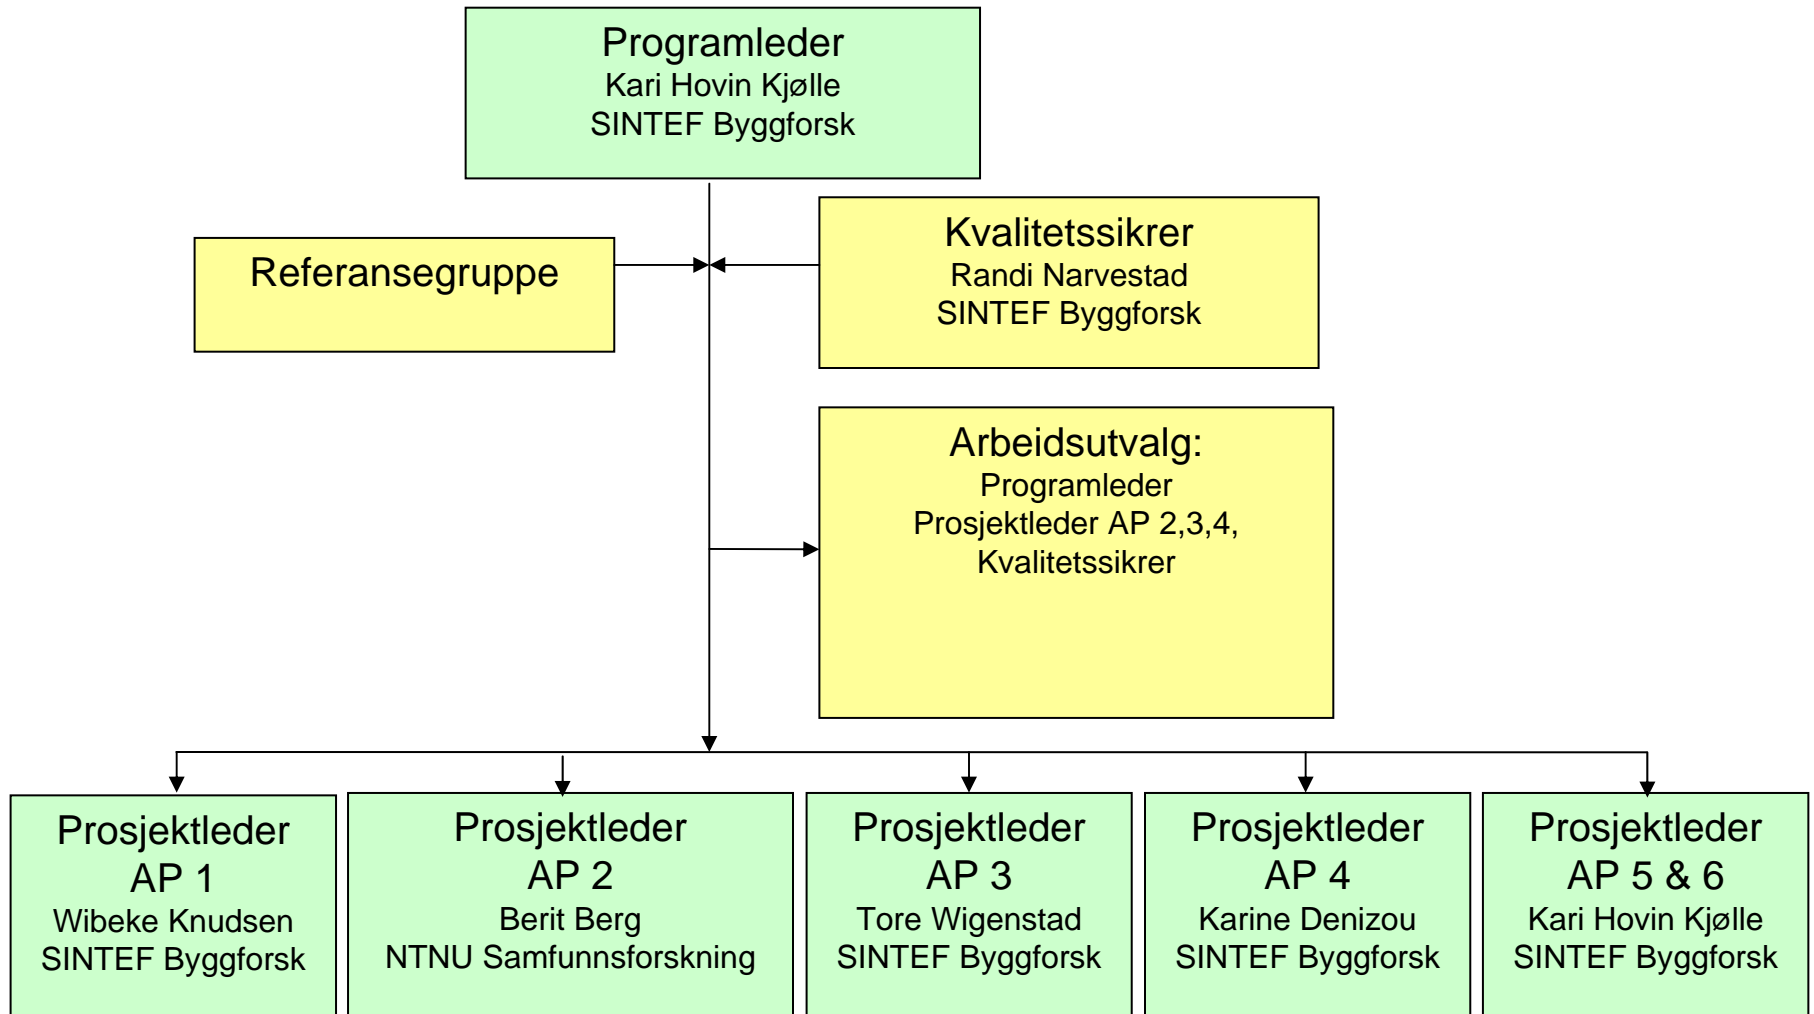 Programleder
Kari Hovin Kjølle
SINTEF Byggforsk
Referansegruppe
Kvalitetssikrer
Randi Narvestad
SINTEF Byggforsk
Arbeidsutvalg:
Programleder
Prosjektleder AP 2,3,4,
Kvalitetssikrer
Prosjektleder
AP 1
Wibeke Knudsen
SINTEF Byggforsk
Prosjektleder
AP 2
Berit Berg
NTNU Samfunnsforskning
Prosjektleder
AP 3
Tore Wigenstad
SINTEF Byggforsk
Prosjektleder
AP 4
Karine Denizou
SINTEF Byggforsk
Prosjektleder
AP 5 & 6
Kari Hovin Kjølle
SINTEF Byggforsk